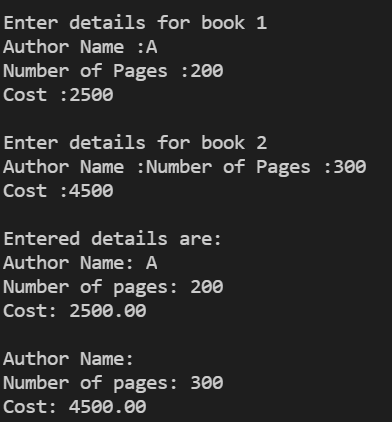 Enter details for book 1
Author Name :A
Number of Pages :200
Cost :2500
Enter details for book 2
Author Name :Number of Pages :300
Cost :4500
Entered details are:
Author Name: A
Number of pages: 200
Cost: 2500.00
Author Name:
Number of pages: 300
Cost: 4500.00